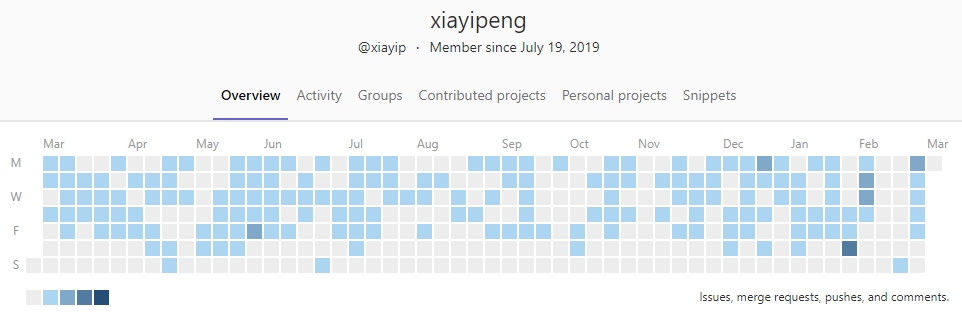 xiayipeng
@xiayip · Member since July 19, 2019
Overview Activity Groups Contributed projects Personal projects Snippets
Mar Apr May Jun Jul Aug Sep Oct Nov Dec Jan Feb Mar
M
W
F
S
Issues, merge requests, pushes, and comments.